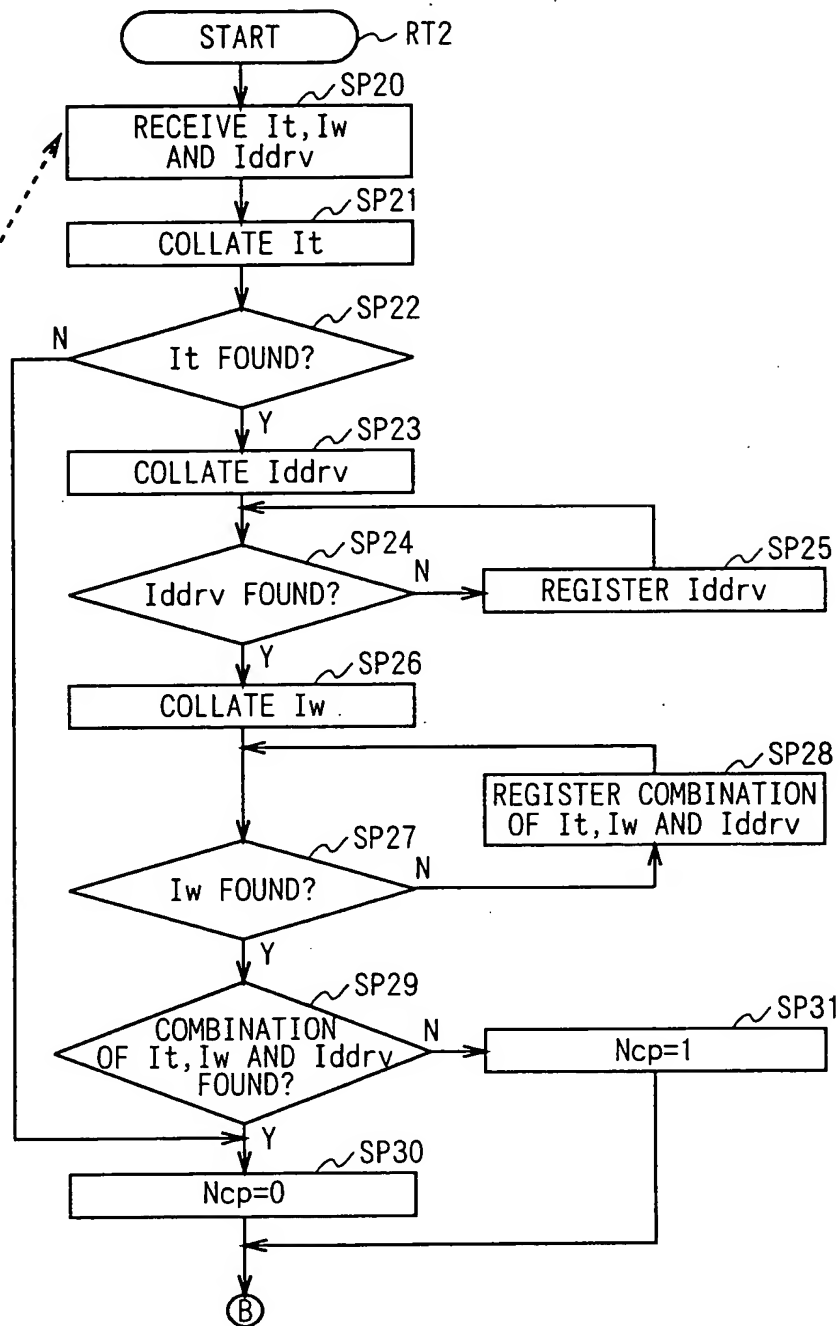 START
RT2
SP20
RECEIVE It,Iw
AND Iddrv
SP21
COLLATE It
SP22
N
It FOUND?
Y
SP23
COLLATE Iddrv
SP24
N
SP25
Iddrv FOUND?
REGISTER Iddrv
Y
SP26
COLLATE Iw
SP28
REGISTER COMBINATION
OF It,Iw AND Iddrv
SP27
Iw FOUND?
N
Y
SP29
COMBINATION
OF It,Iw AND Iddrv
FOUND?
N
SP31
Ncp=1
Y
SP30
Ncp=0
B